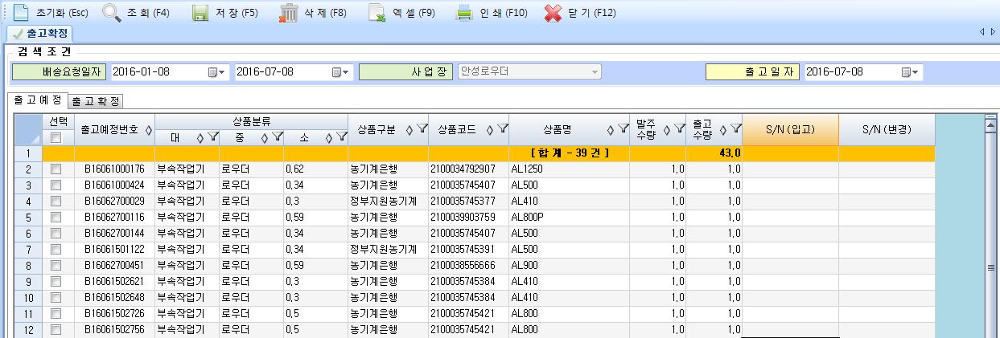 초기화 (Esc) 조 회 (F4) 저 장 (F5) 삭 제 (F8) 엑 셀 (F9) 인 쇄 (F10) 닫 기 (F12)
출고확정
검 색 조 건
배송요청일자 2016-01-08 2016-07-08 사 업 장 안성로우더 출 고 일 자 2016-07-08
출 고 예 정 출 고 확 정
선택 출고예정번호 상품분류 상품구분 상품코드 상품명 발주수량 출고수량 S/N (입고) S/N (변경)
대 중 소
1 [ 합 계 - 39 건 ] 43.0
2 B16061000176 부속작업기 로우더 0.62 농기계은행 2100034792907 AL1250 1.0 1.0
3 B16061000424 부속작업기 로우더 0.34 농기계은행 2100035745407 AL500 1.0 1.0
4 B16062700029 부속작업기 로우더 0.3 정부지원농기계 2100035745377 AL410 1.0 1.0
5 B16062700116 부속작업기 로우더 0.59 농기계은행 2100039903759 AL800P 1.0 1.0
6 B16062700144 부속작업기 로우더 0.34 농기계은행 2100035745407 AL500 1.0 1.0
7 B16061501122 부속작업기 로우더 0.34 정부지원농기계 2100035745391 AL500 1.0 1.0
8 B16062700451 부속작업기 로우더 0.59 농기계은행 2100038556666 AL900 1.0 1.0
9 B16061502621 부속작업기 로우더 0.3 농기계은행 2100035745384 AL410 1.0 1.0
10 B16061502648 부속작업기 로우더 0.3 농기계은행 2100035745384 AL410 1.0 1.0
11 B16061502726 부속작업기 로우더 0.5 농기계은행 2100035745421 AL800 1.0 1.0
12 B16061502756 부속작업기 로우더 0.5 농기계은행 2100035745421 AL800 1.0 1.0